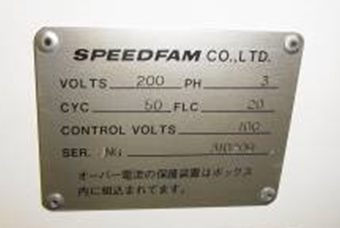 SPEEDFAM CO.,LTD.
VOLTS 200 PH 3
CYC 50 FLC 20
CONTROL VOLTS 100
SER. NO
オーバー電流の保護装置はボックス
内に組込まれてます。